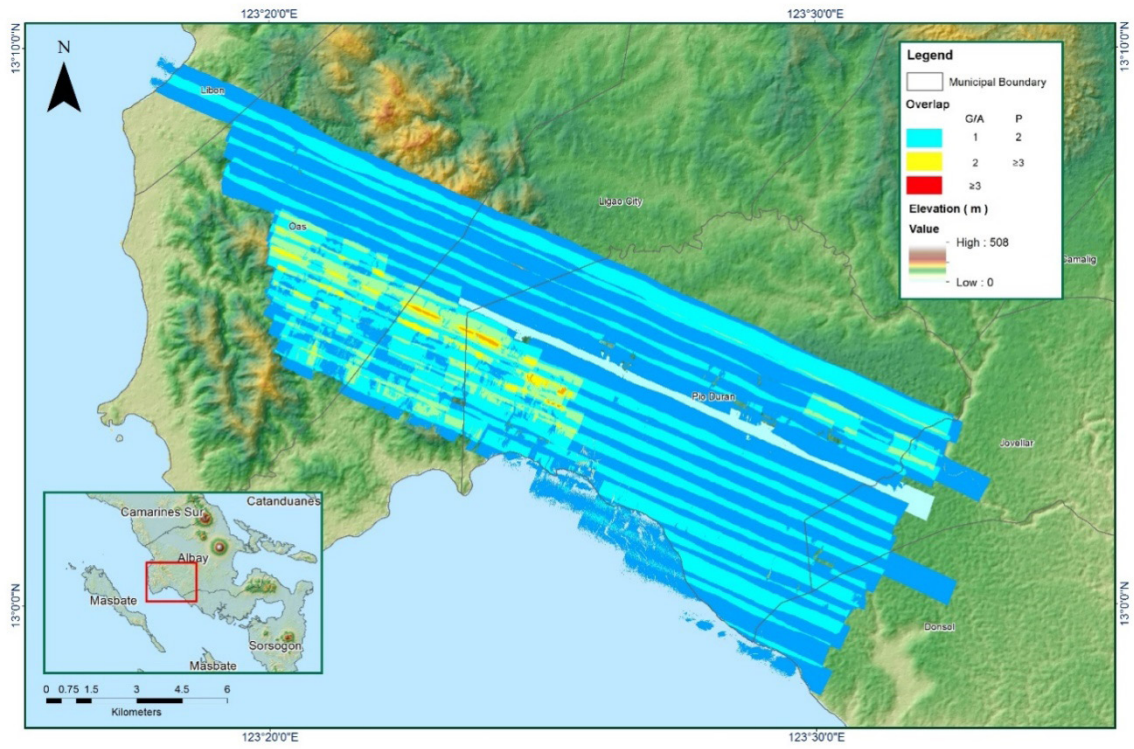 123°20'0"E
123°30'0"E
13°10'0"N
13°10'0"N
N
Libon
Legend
Municipal Boundary
Overlap
G/A P
1 2
2 ≥3
≥3
Elevation ( m )
Value
High : 508
Low : 0
Ligao City
Oas
Camalig
Pio Duran
Jovellar
Catanduanes
Camarines Sur
Albay
Masbate
Sorsogon
Masbate
13°0'0"N
13°0'0"N
Donsol
0 0.75 1.5 3 4.5 6
Kilometers
123°20'0"E
123°30'0"E